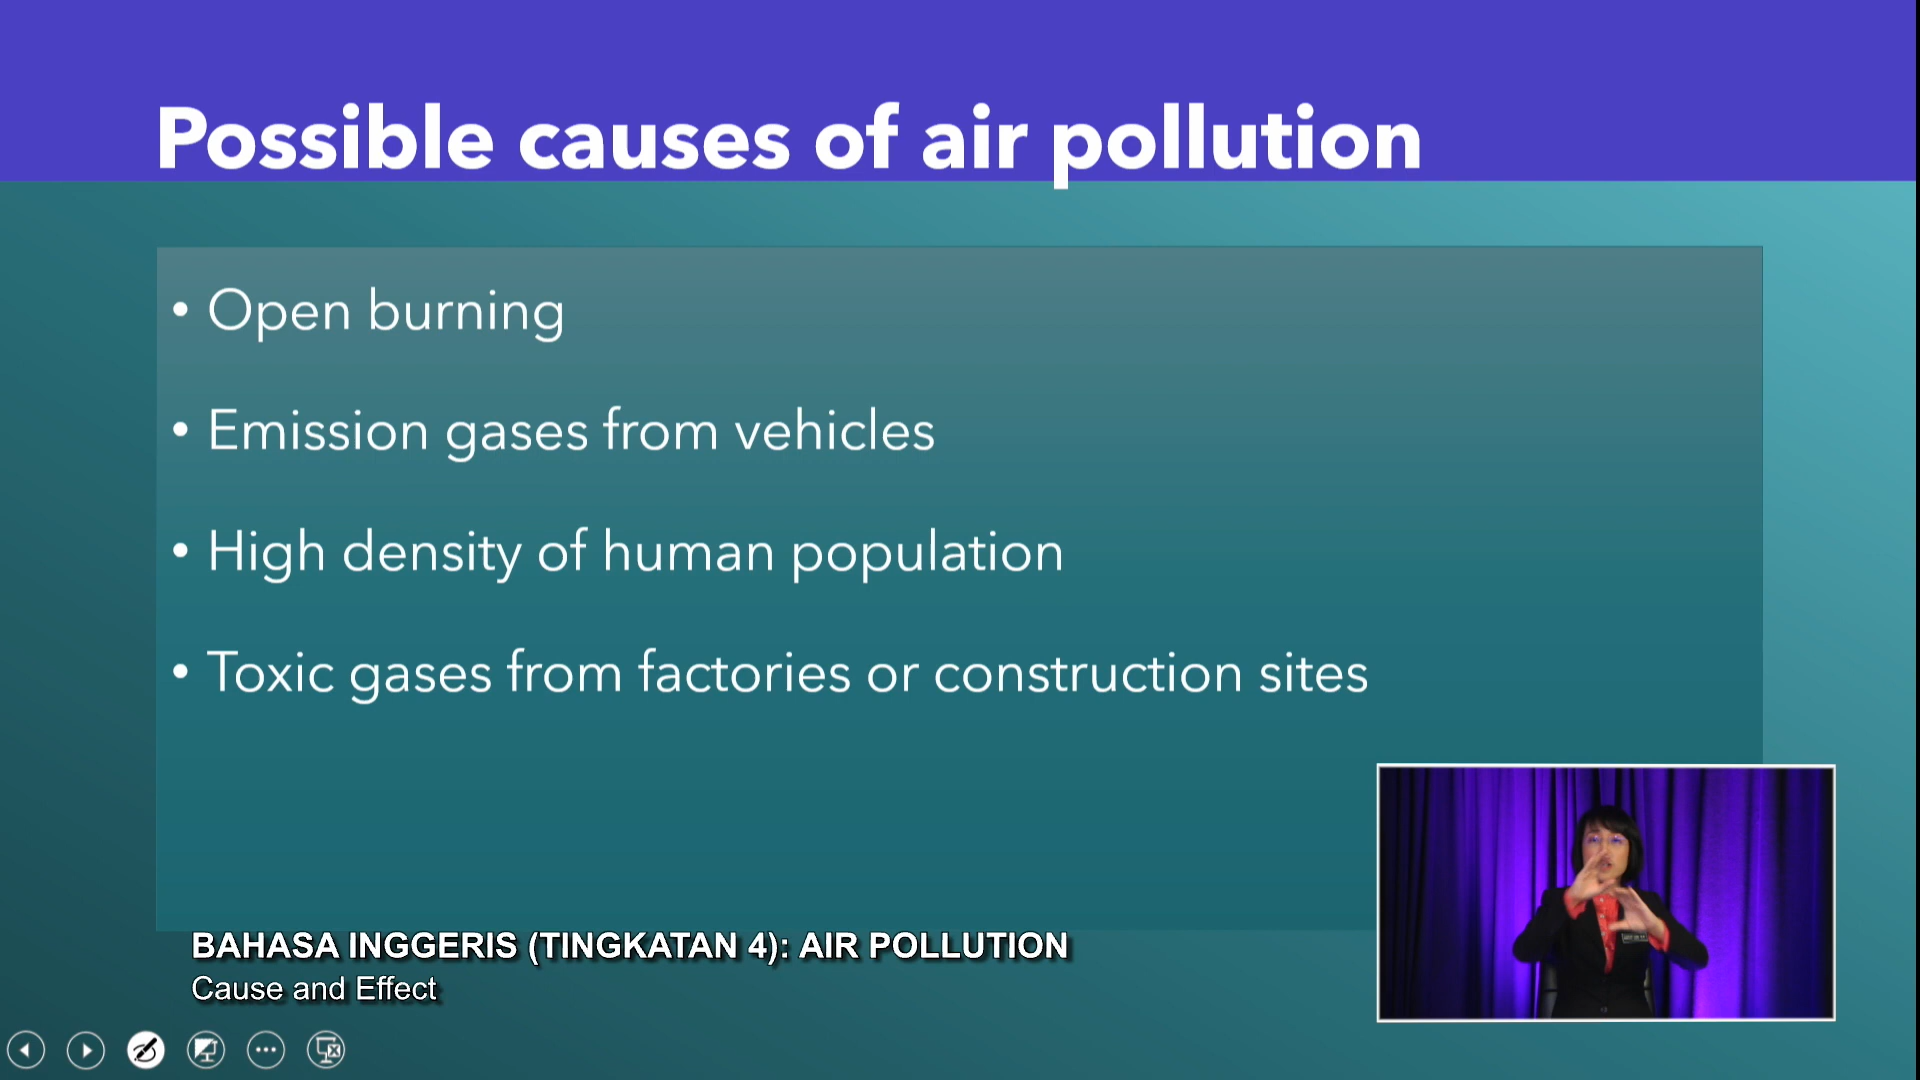 Possible causes of air pollution
• Open burning
• Emission gases from vehicles
• High density of human population
• Toxic gases from factories or construction sites
BAHASA INGGERIS (TINGKATAN 4): AIR POLLUTION
Cause and Effect